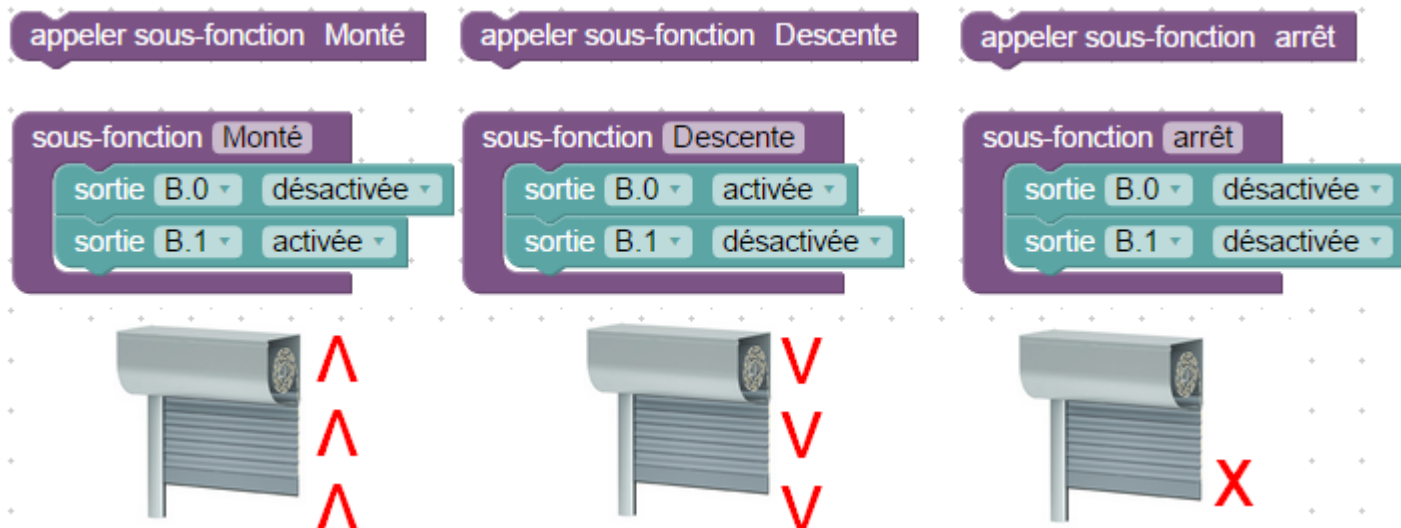 appeler sous-fonction Monté
appeler sous-fonction Descente
appeler sous-fonction arrêt
sous-fonction Monté
sortie B.0 désactivée
sortie B.1 activée
sous-fonction Descente
sortie B.0 activée
sortie B.1 désactivée
sous-fonction arrêt
sortie B.0 désactivée
sortie B.1 désactivée
Λ
Λ
Λ
V
V
V
X